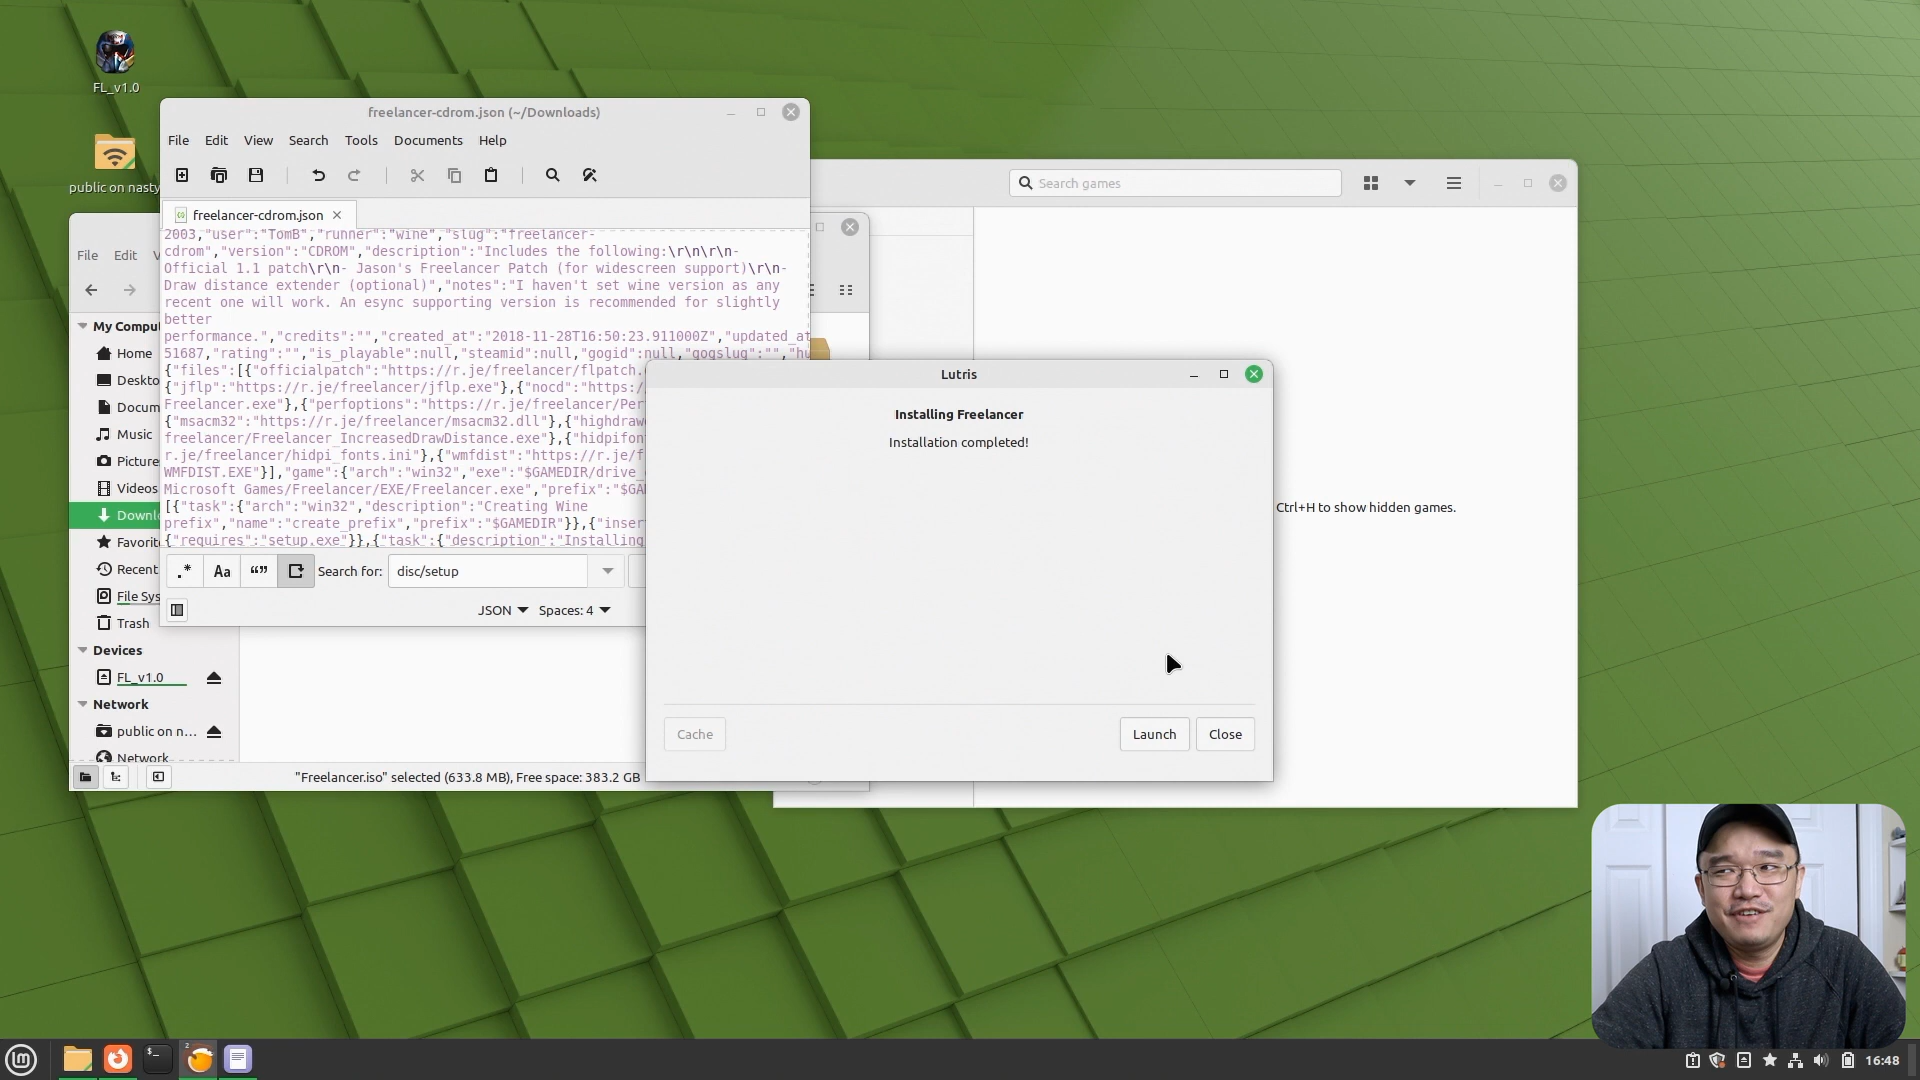 FL_v1.0
public on nasty
freelancer-cdrom.json (~/Downloads)
File Edit View Search Tools Documents Help
freelancer-cdrom.json
2003,"user":"TomB","runner":"wine","slug":"freelancer-
cdrom","version":"CDROM","description":"Includes the following:\r\n\r\n-
Official 1.1 patch\r\n- Jason's Freelancer Patch (for widescreen support)\r\n-
Draw distance extender (optional)","notes":"I haven't set wine version as any
recent one will work. An esync supporting version is recommended for slightly
better
performance.","credits":"","created_at":"2018-11-28T16:50:23.911000Z","updated_at
51687,"rating":"","is_playable":null,"steamid":null,"gogid":null,"gogslug":"","hu
{"files":[{"officialpatch":"https://r.je/freelancer/flpatch.
{"jflp":"https://r.je/freelancer/jflp.exe"},{"nocd":"https:/
Freelancer.exe"},{"perfoptions":"https://r.je/freelancer/Per
{"msacm32":"https://r.je/freelancer/msacm32.dll"},{"highdraw
freelancer/Freelancer_IncreasedDrawDistance.exe"},{"hidpifont
r.je/freelancer/hidpi_fonts.ini"},{"wmfdist":"https://r.je/f
WMFDIST.EXE"}],"game":{"arch":"win32","exe":"$GAMEDIR/drive_
Microsoft Games/Freelancer/EXE/Freelancer.exe","prefix":"$GA
[{"task":{"arch":"win32","description":"Creating Wine
prefix","name":"create_prefix","prefix":"$GAMEDIR"}},{"inser
{"requires":"setup.exe"}},{"task":{"description":"Installing
.* Aa “” Search for: disc/setup
JSON Spaces: 4
File Edit V
My Compu
Home
Deskto
Docum
Music
Picture
Videos
Downl
Favorit
Recent
File Sys
Trash
Devices
FL_v1.0
Network
public on n...
Network
"Freelancer.iso" selected (633.8 MB), Free space: 383.2 GB
Search games
Ctrl+H to show hidden games.
Lutris
Installing Freelancer
Installation completed!
Cache Launch Close
2
16:48